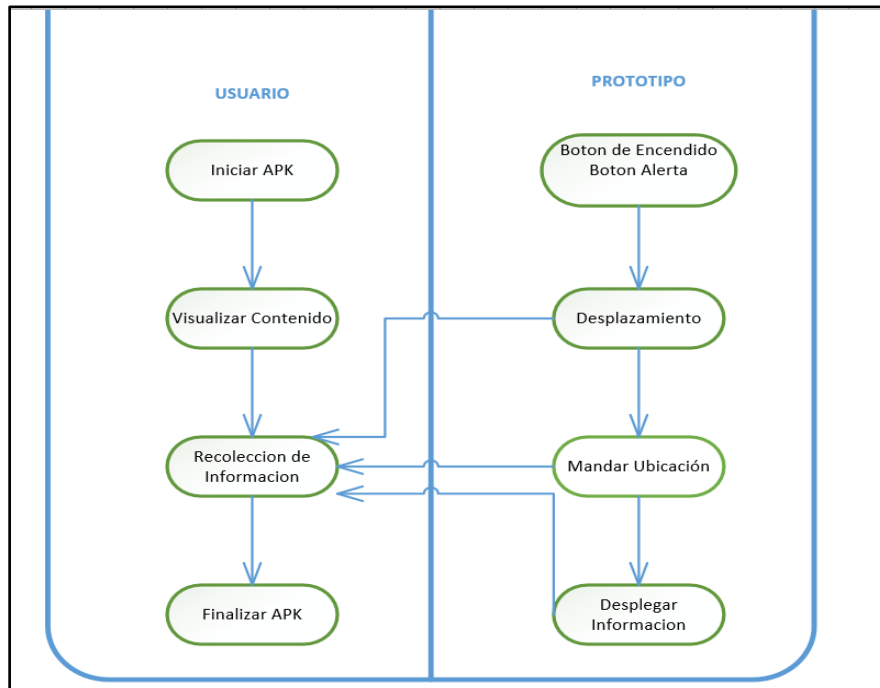 USUARIO
PROTOTIPO
Iniciar APK
Boton de Encendido
Boton Alerta
Visualizar Contenido
Desplazamiento
Recoleccion de
Informacion
Mandar Ubicación
Finalizar APK
Desplegar
Informacion